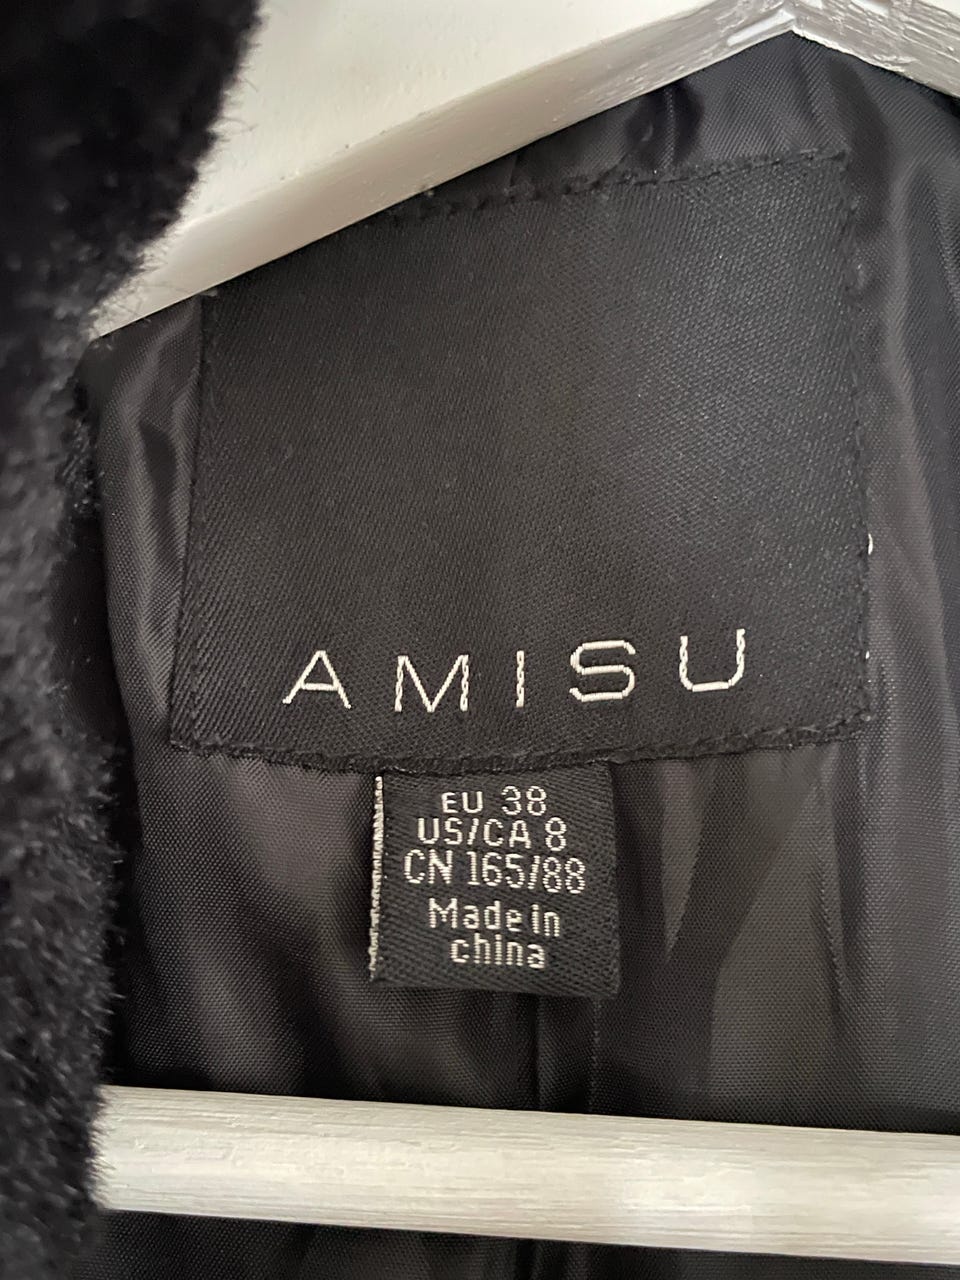 AMISU
EU 38
US/CA 8
CN 165/88
Made in
china